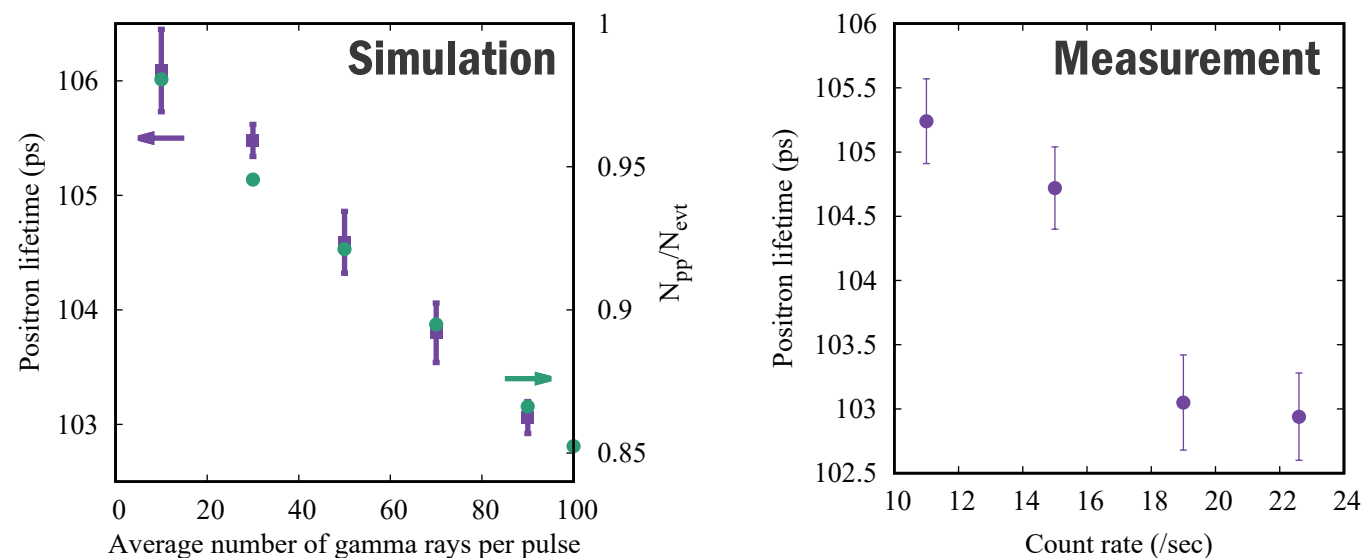 Simulation
Positron lifetime (ps)
106
105
104
103
1
0.95
0.9
0.85
N_pp/N_evt
0 20 40 60 80 100
Average number of gamma rays per pulse
Measurement
Positron lifetime (ps)
106
105.5
105
104.5
104
103.5
103
102.5
10 12 14 16 18 20 22 24
Count rate (/sec)